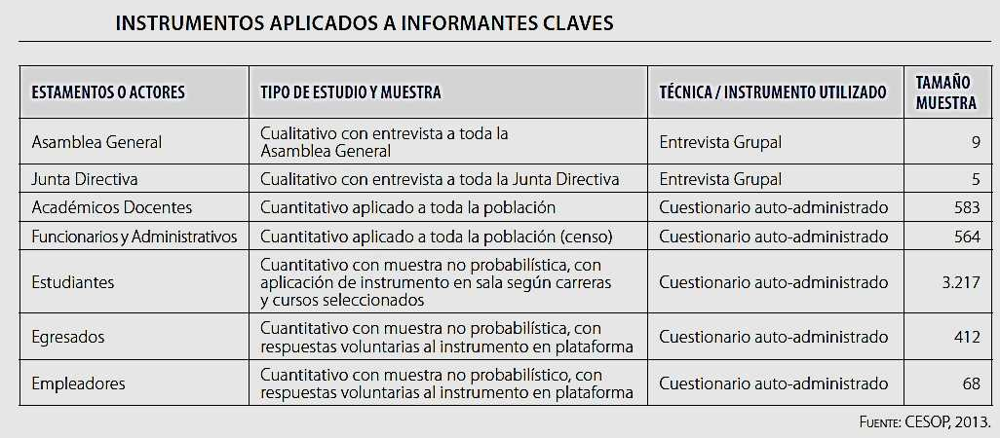 INSTRUMENTOS APLICADOS A INFORMANTES CLAVES
ESTAMENTOS O ACTORES
TIPO DE ESTUDIO Y MUESTRA
TÉCNICA / INSTRUMENTO UTILIZADO
TAMAÑO
MUESTRA
Asamblea General
Cualitativo con entrevista a toda la
Asamblea General
Entrevista Grupal
9
Junta Directiva
Cualitativo con entrevista a toda la Junta Directiva
Entrevista Grupal
5
Académicos Docentes
Cuantitativo aplicado a toda la población
Cuestionario auto-administrado
583
Funcionarios y Administrativos
Cuantitativo aplicado a toda la población (censo)
Cuestionario auto-administrado
564
Estudiantes
Cuantitativo con muestra no probabilística, con
aplicación de instrumento en sala según carreras
y cursos seleccionados
Cuestionario auto-administrado
3.217
Egresados
Cuantitativo con muestra no probabilística, con
respuestas voluntarias al instrumento en plataforma
Cuestionario auto-administrado
412
Empleadores
Cuantitativo con muestra no probabilístico, con
respuestas voluntarias al instrumento en plataforma
Cuestionario auto-administrado
68
FUENTE: CESOP, 2013.